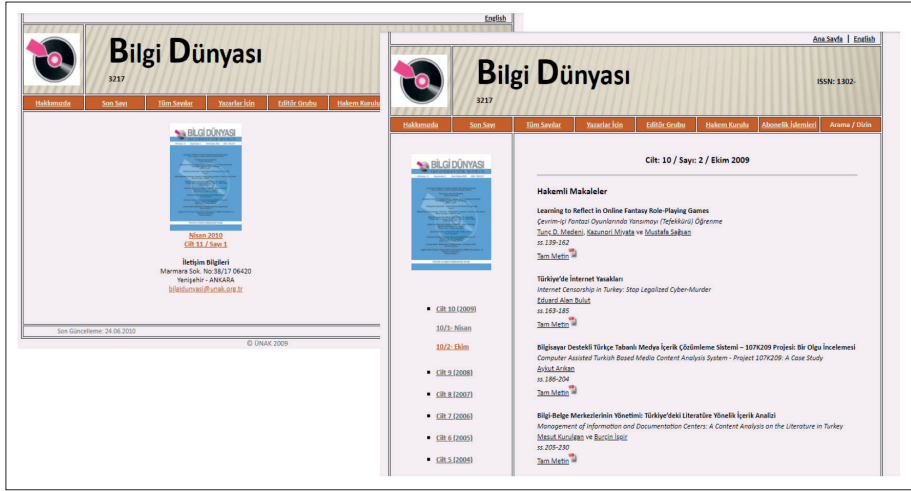 English
Bilgi Dünyası
3217
Hakkımızda Son Sayı Tüm Sayılar Yazarlar İçin Editör Grubu Hakem Kurulu
BİLGİ DÜNYASI
Nisan 2010
Cilt 11 / Sayı 1
İletişim Bilgileri
Marmara Sok. No:38/17 06420
Yenişehir - ANKARA
bilgidunyasi@unak.org.tr
Son Güncelleme: 24.06.2010
© ÜNAK 2009
Ana Sayfa | English
Bilgi Dünyası
ISSN: 1302-
3217
Hakkımızda Son Sayı Tüm Sayılar Yazarlar İçin Editör Grubu Hakem Kurulu Abonelik İşlemleri Arama / Dizin
BİLGİ DÜNYASI
Cilt 10 (2009)
10/1- Nisan
10/2- Ekim
Cilt 9 (2008)
Cilt 8 (2007)
Cilt 7 (2006)
Cilt 6 (2005)
Cilt 5 (2004)
Cilt: 10 / Sayı: 2 / Ekim 2009
Hakemli Makaleler
Learning to Reflect in Online Fantasy Role-Playing Games
Çevrim-içi Fantazi Oyunlarında Yansımayı (Tefekkürü) Öğrenme
Tunç D. Medeni, Kazunori Miyata ve Mustafa Sağsan
ss.139-162
Tam Metin
Türkiye'de İnternet Yasakları
Internet Censorship in Turkey: Stop Legalized Cyber-Murder
Eduard Alan Bulut
ss.163-185
Tam Metin
Bilgisayar Destekli Türkçe Tabanlı Medya İçerik Çözümleme Sistemi – 107K209 Projesi: Bir Olgu İncelemesi
Computer Assisted Turkish Based Media Content Analysis System - Project 107K209: A Case Study
Aykut Arıkan
ss.186-204
Tam Metin
Bilgi-Belge Merkezlerinin Yönetimi: Türkiye'deki Literatüre Yönelik İçerik Analizi
Management of Information and Documentation Centers: A Content Analysis on the Literature in Turkey
Mesut Kurulgan ve Burçin İspir
ss.205-230
Tam Metin